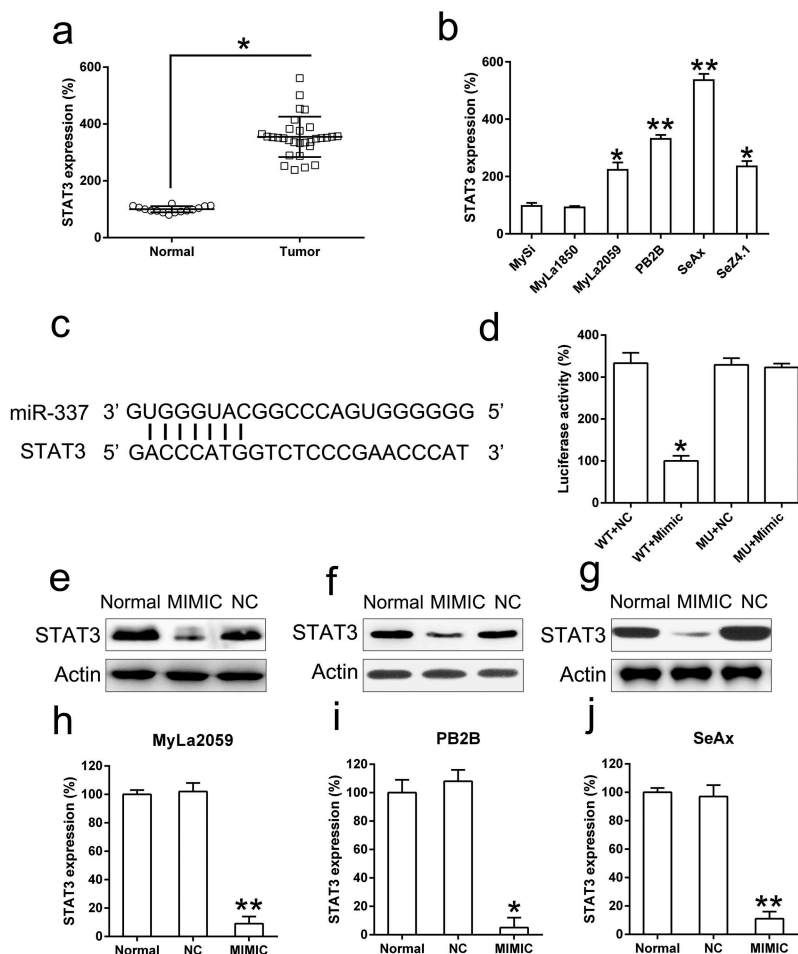 a
*
STAT3 expression (%)
600
400
200
0
Normal Tumor
b
STAT3 expression (%)
600
400
200
0
* ** ** *
MySi MyLa1850 MyLa2059 PB2B SeAx SeZ4.1
c
miR-337 3’ GUGGGUACGGCCCAGUGGGGGG 5’
STAT3 5’ GACCCATGGTCTCCCGAACCCAT 3’
d
Luciferase activity (%)
400
300
200
100
0
*
WT+NC WT+Mimic MU+NC MU+Mimic
e
Normal MIMIC NC
STAT3
Actin
f
Normal MIMIC NC
STAT3
Actin
g
Normal MIMIC NC
STAT3
Actin
h
MyLa2059
STAT3 expression (%)
120
100
80
60
40
20
0
**
Normal NC MIMIC
i
PB2B
STAT3 expression (%)
120
100
80
60
40
20
0
*
Normal NC MIMIC
j
SeAx
STAT3 expression (%)
120
100
80
60
40
20
0
**
Normal NC MIMIC